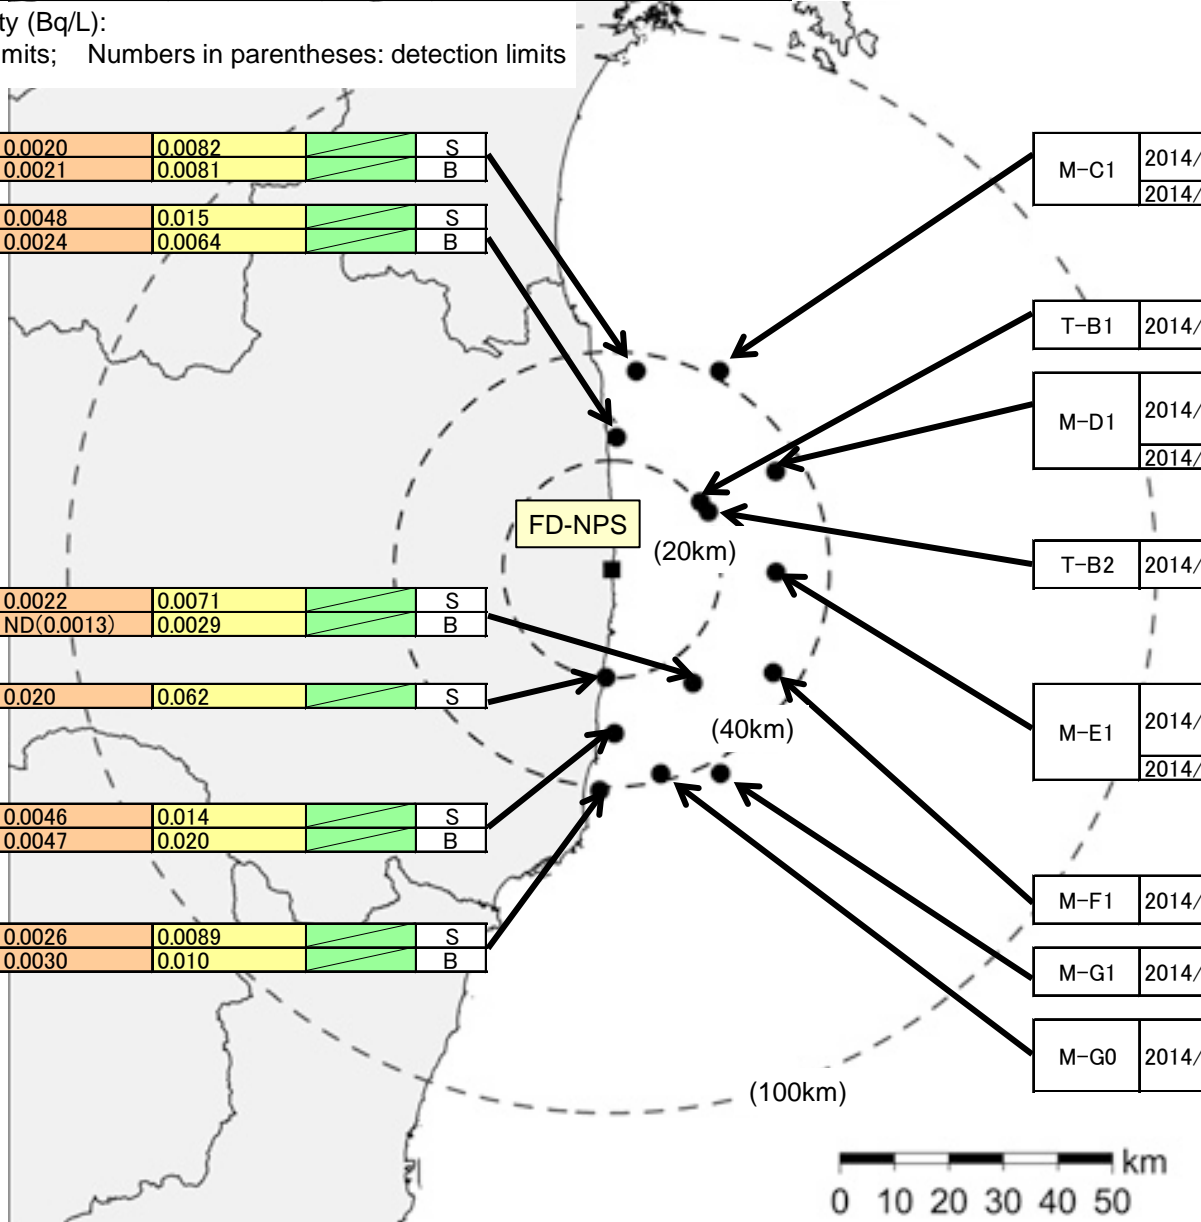 ty (Bq/L):
mits; Numbers in parentheses: detection limits
0.0020 0.0082 S
0.0021 0.0081 B
0.0048 0.015 S
0.0024 0.0064 B
0.0022 0.0071 S
ND(0.0013) 0.0029 B
0.020 0.062 S
0.0046 0.014 S
0.0047 0.020 B
0.0026 0.0089 S
0.0030 0.010 B
FD-NPS
(20km)
(40km)
(100km)
M-C1 2014/
2014/
T-B1 2014/
M-D1 2014/
2014/
T-B2 2014/
M-E1 2014/
2014/
M-F1 2014/
M-G1 2014/
M-G0 2014/
km
0 10 20 30 40 50